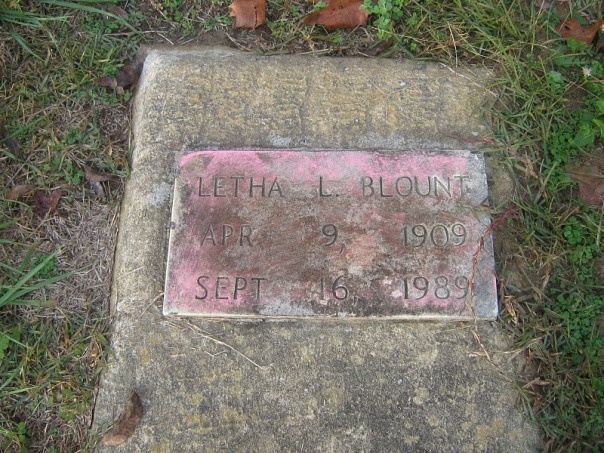 LETHA L. BLOUNT
APR 9, 1909
SEPT 16, 1989